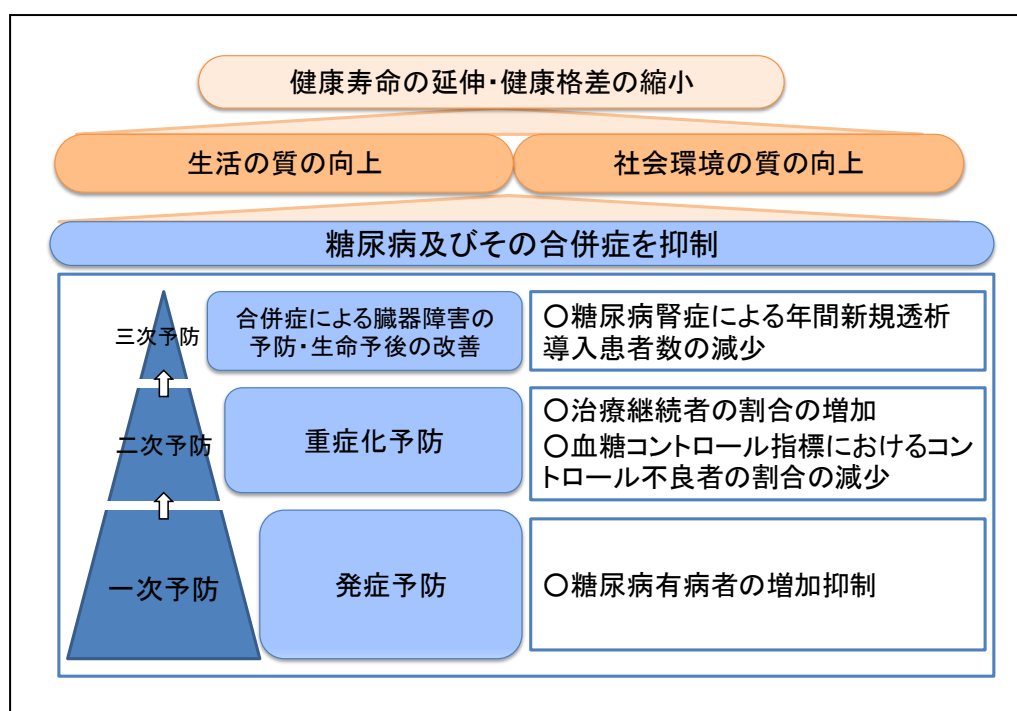 健康寿命の延伸・健康格差の縮小
生活の質の向上
社会環境の質の向上
糖尿病及びその合併症を抑制
三次予防
合併症による臓器障害の
予防・生命予後の改善
〇糖尿病腎症による年間新規透析
導入患者数の減少
二次予防
重症化予防
〇治療継続者の割合の増加
〇血糖コントロール指標におけるコン
トロール不良者の割合の減少
一次予防
発症予防
〇糖尿病有病者の増加抑制